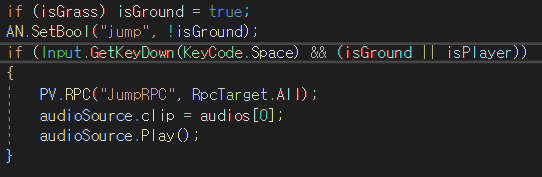 if (isGrass) isGround = true;
AN.SetBool("jump", !isGround);
if (Input.GetKeyDown(KeyCode.Space) && (isGround || isPlayer))
{
PV.RPC("JumpRPC", RpcTarget.All);
audioSource.clip = audios[0];
audioSource.Play();
}